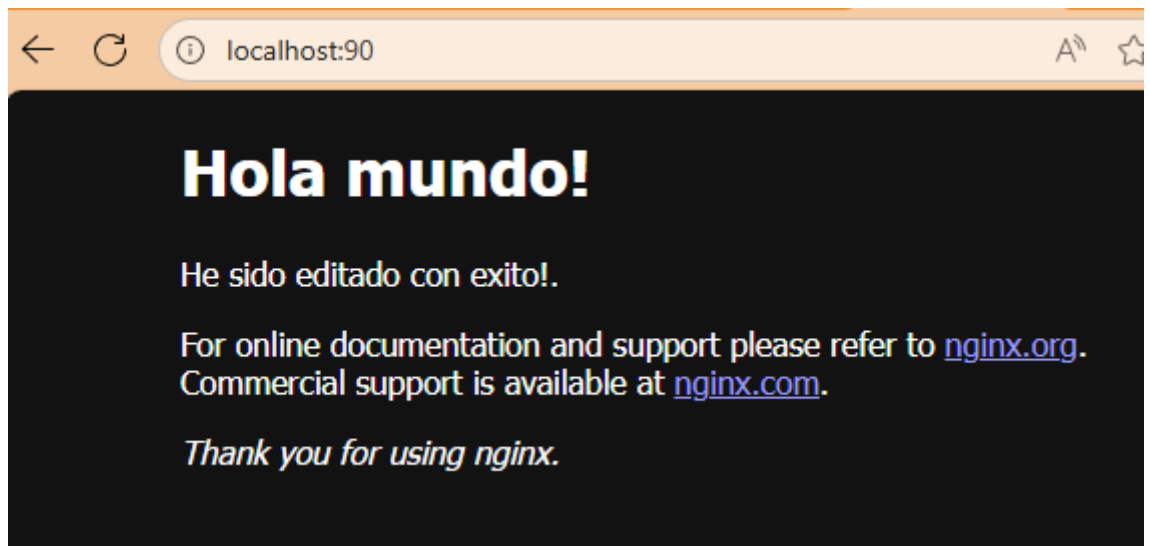 localhost:90
Hola mundo!
He sido editado con exito!.
For online documentation and support please refer to nginx.org.
Commercial support is available at nginx.com.
Thank you for using nginx.